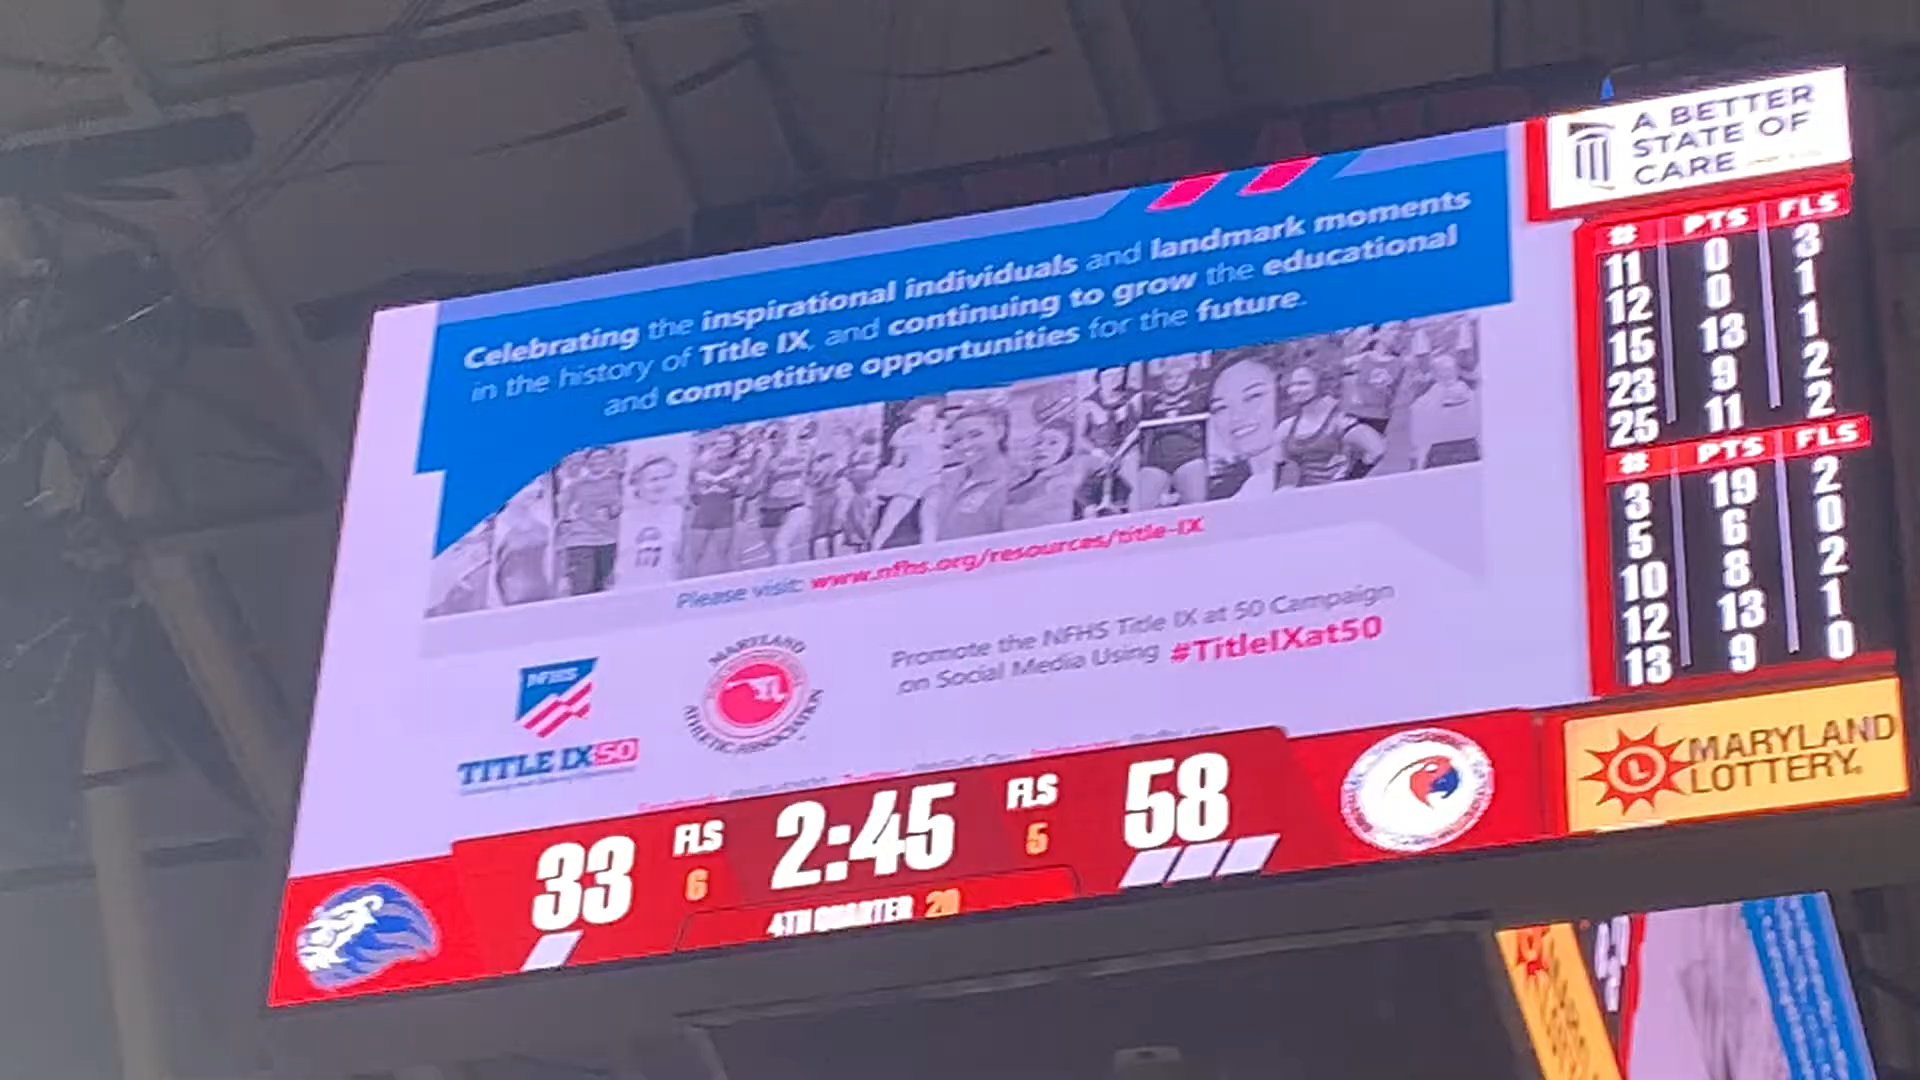 A BETTER
STATE OF
CARE
Celebrating the inspirational individuals and landmark moments
in the history of Title IX, and continuing to grow the educational
and competitive opportunities for the future.
Please visit: www.nfhs.org/resources/title-IX
NFHS
TITLE IX 50
MARYLAND
ATHLETIC ASSOCIATION
Promote the NFHS Title IX at 50 Campaign
on Social Media Using #TitleIXat50
# PTS FLS
11 0 3
12 0 1
15 13 1
23 9 2
25 11 2
# PTS FLS
3 19 2
5 6 0
10 8 2
12 13 1
13 9 0
33 FLS 6 2:45 FLS 5 58
4TH QUARTER 20
MARYLAND
LOTTERY